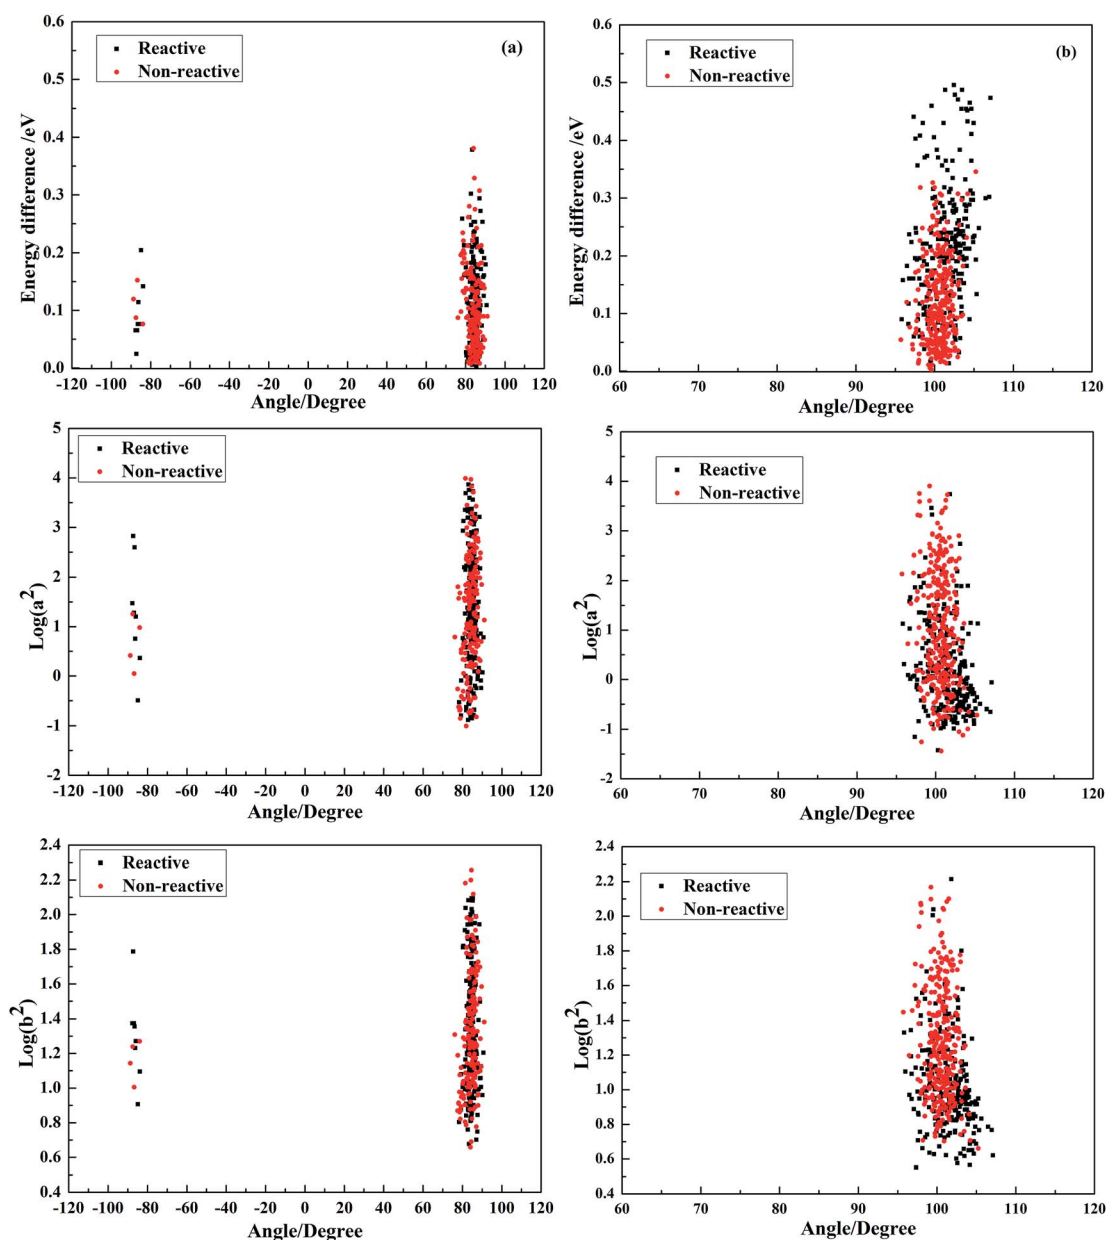 (a)
Reactive
Non-reactive
Energy difference /eV
0.6
0.5
0.4
0.3
0.2
0.1
0.0
-120 -100 -80 -60 -40 -20 0 20 40 60 80 100 120
Angle/Degree
(b)
Reactive
Non-reactive
Energy difference /eV
0.6
0.5
0.4
0.3
0.2
0.1
0.0
60 70 80 90 100 110 120
Angle/Degree
Reactive
Non-reactive
Log(a²)
5
4
3
2
1
0
-1
-2
-120 -100 -80 -60 -40 -20 0 20 40 60 80 100 120
Angle/Degree
Reactive
Non-reactive
Log(a²)
5
4
3
2
1
0
-1
-2
60 70 80 90 100 110 120
Angle/Degree
Reactive
Non-reactive
Log(b²)
2.4
2.2
2.0
1.8
1.6
1.4
1.2
1.0
0.8
0.6
0.4
-120 -100 -80 -60 -40 -20 0 20 40 60 80 100 120
Angle/Degree
Reactive
Non-reactive
Log(b²)
2.4
2.2
2.0
1.8
1.6
1.4
1.2
1.0
0.8
0.6
0.4
60 70 80 90 100 110 120
Angle/Degree